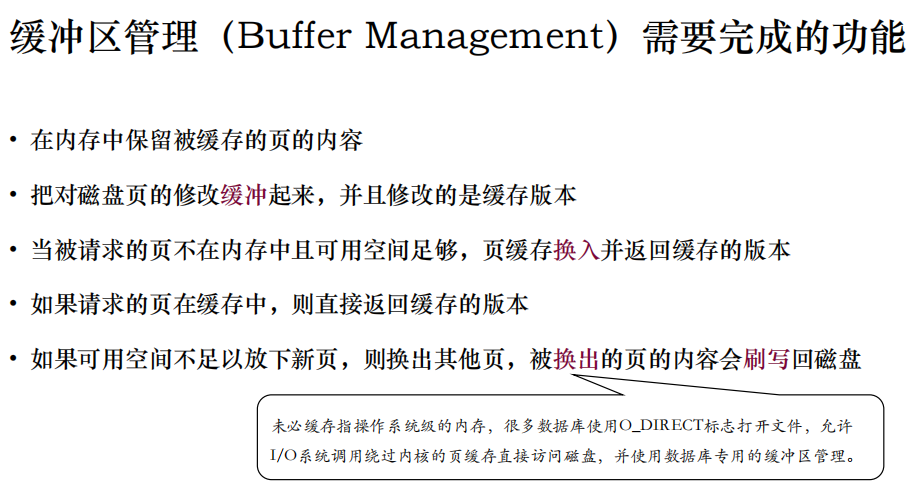 缓冲区管理（Buffer Management）需要完成的功能
• 在内存中保留被缓存的页的内容
• 把对磁盘页的修改缓冲起来，并且修改的是缓存版本
• 当被请求的页不在内存中且可用空间足够，页缓存换入并返回缓存的版本
• 如果请求的页在缓存中，则直接返回缓存的版本
• 如果可用空间不足以放下新页，则换出其他页，被换出的页的内容会刷写回磁盘
未必缓存指操作系统级的内存，很多数据库使用O_DIRECT标志打开文件，允许
I/O系统调用绕过内核的页缓存直接访问磁盘，并使用数据库专用的缓冲区管理。